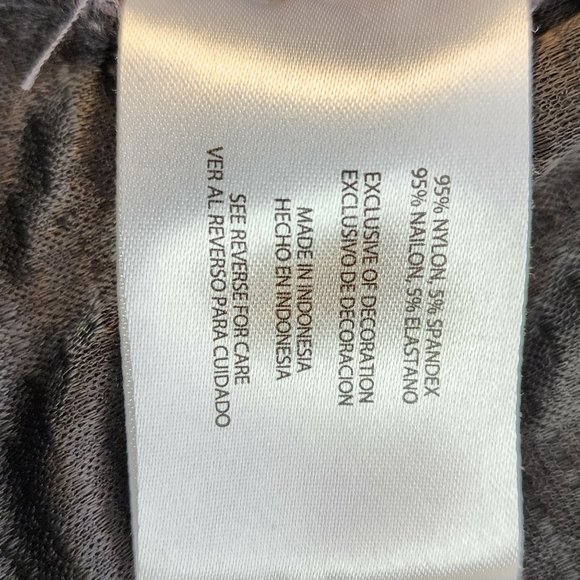 95% NYLON, 5% SPANDEX
95% NAILON, 5% ELASTANO
EXCLUSIVE OF DECORATION
EXCLUSIVO DE DECORACION
MADE IN INDONESIA
HECHO EN INDONESIA
SEE REVERSE FOR CARE
VER AL REVERSO PARA CUIDADO